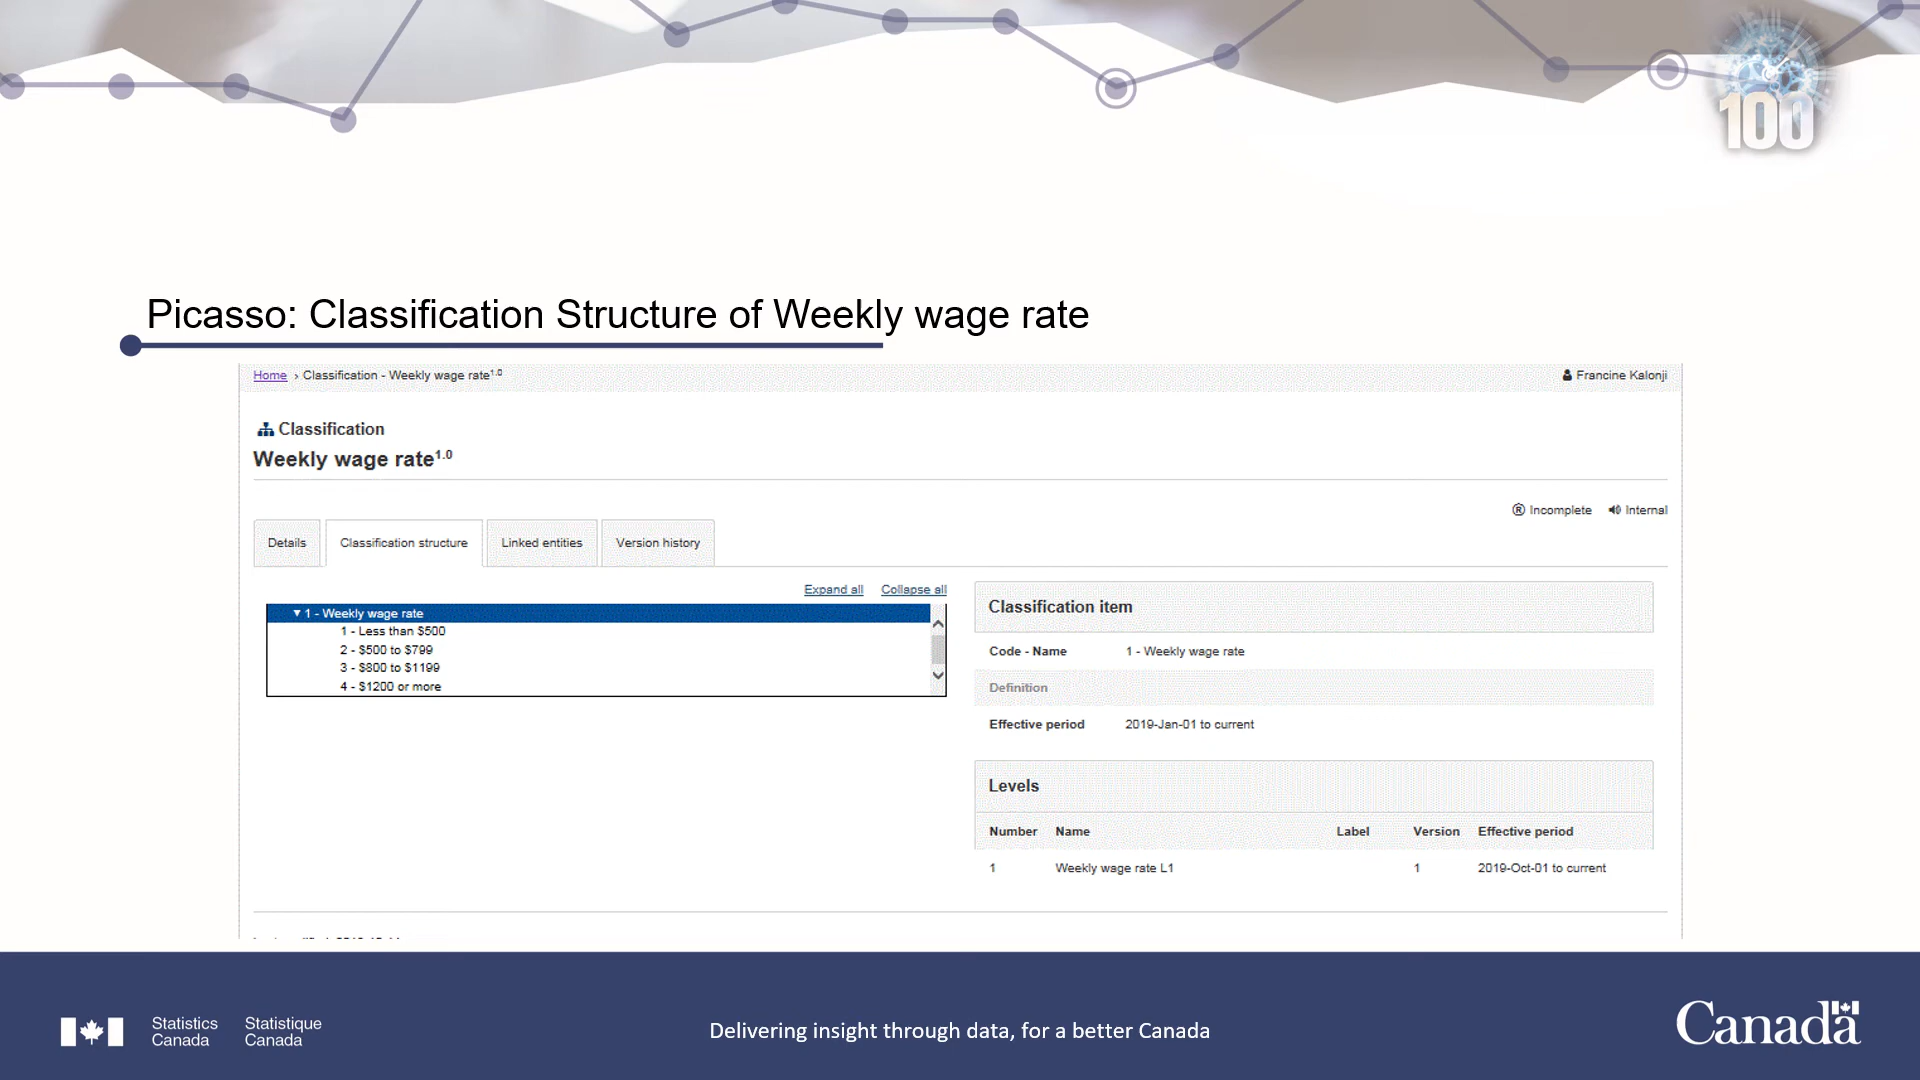 100
Picasso: Classification Structure of Weekly wage rate
Home › Classification - Weekly wage rate1.0
Francine Kalonji
Classification
Weekly wage rate1.0
Incomplete Internal
Details Classification structure Linked entities Version history
Expand all Collapse all
1 - Weekly wage rate
1 - Less than $500
2 - $500 to $799
3 - $800 to $1199
4 - $1200 or more
Classification item
Code - Name 1 - Weekly wage rate
Definition
Effective period 2019-Jan-01 to current
Levels
Number Name Label Version Effective period
1 Weekly wage rate L1 1 2019-Oct-01 to current
Statistics Canada
Statistique Canada
Delivering insight through data, for a better Canada
Canada